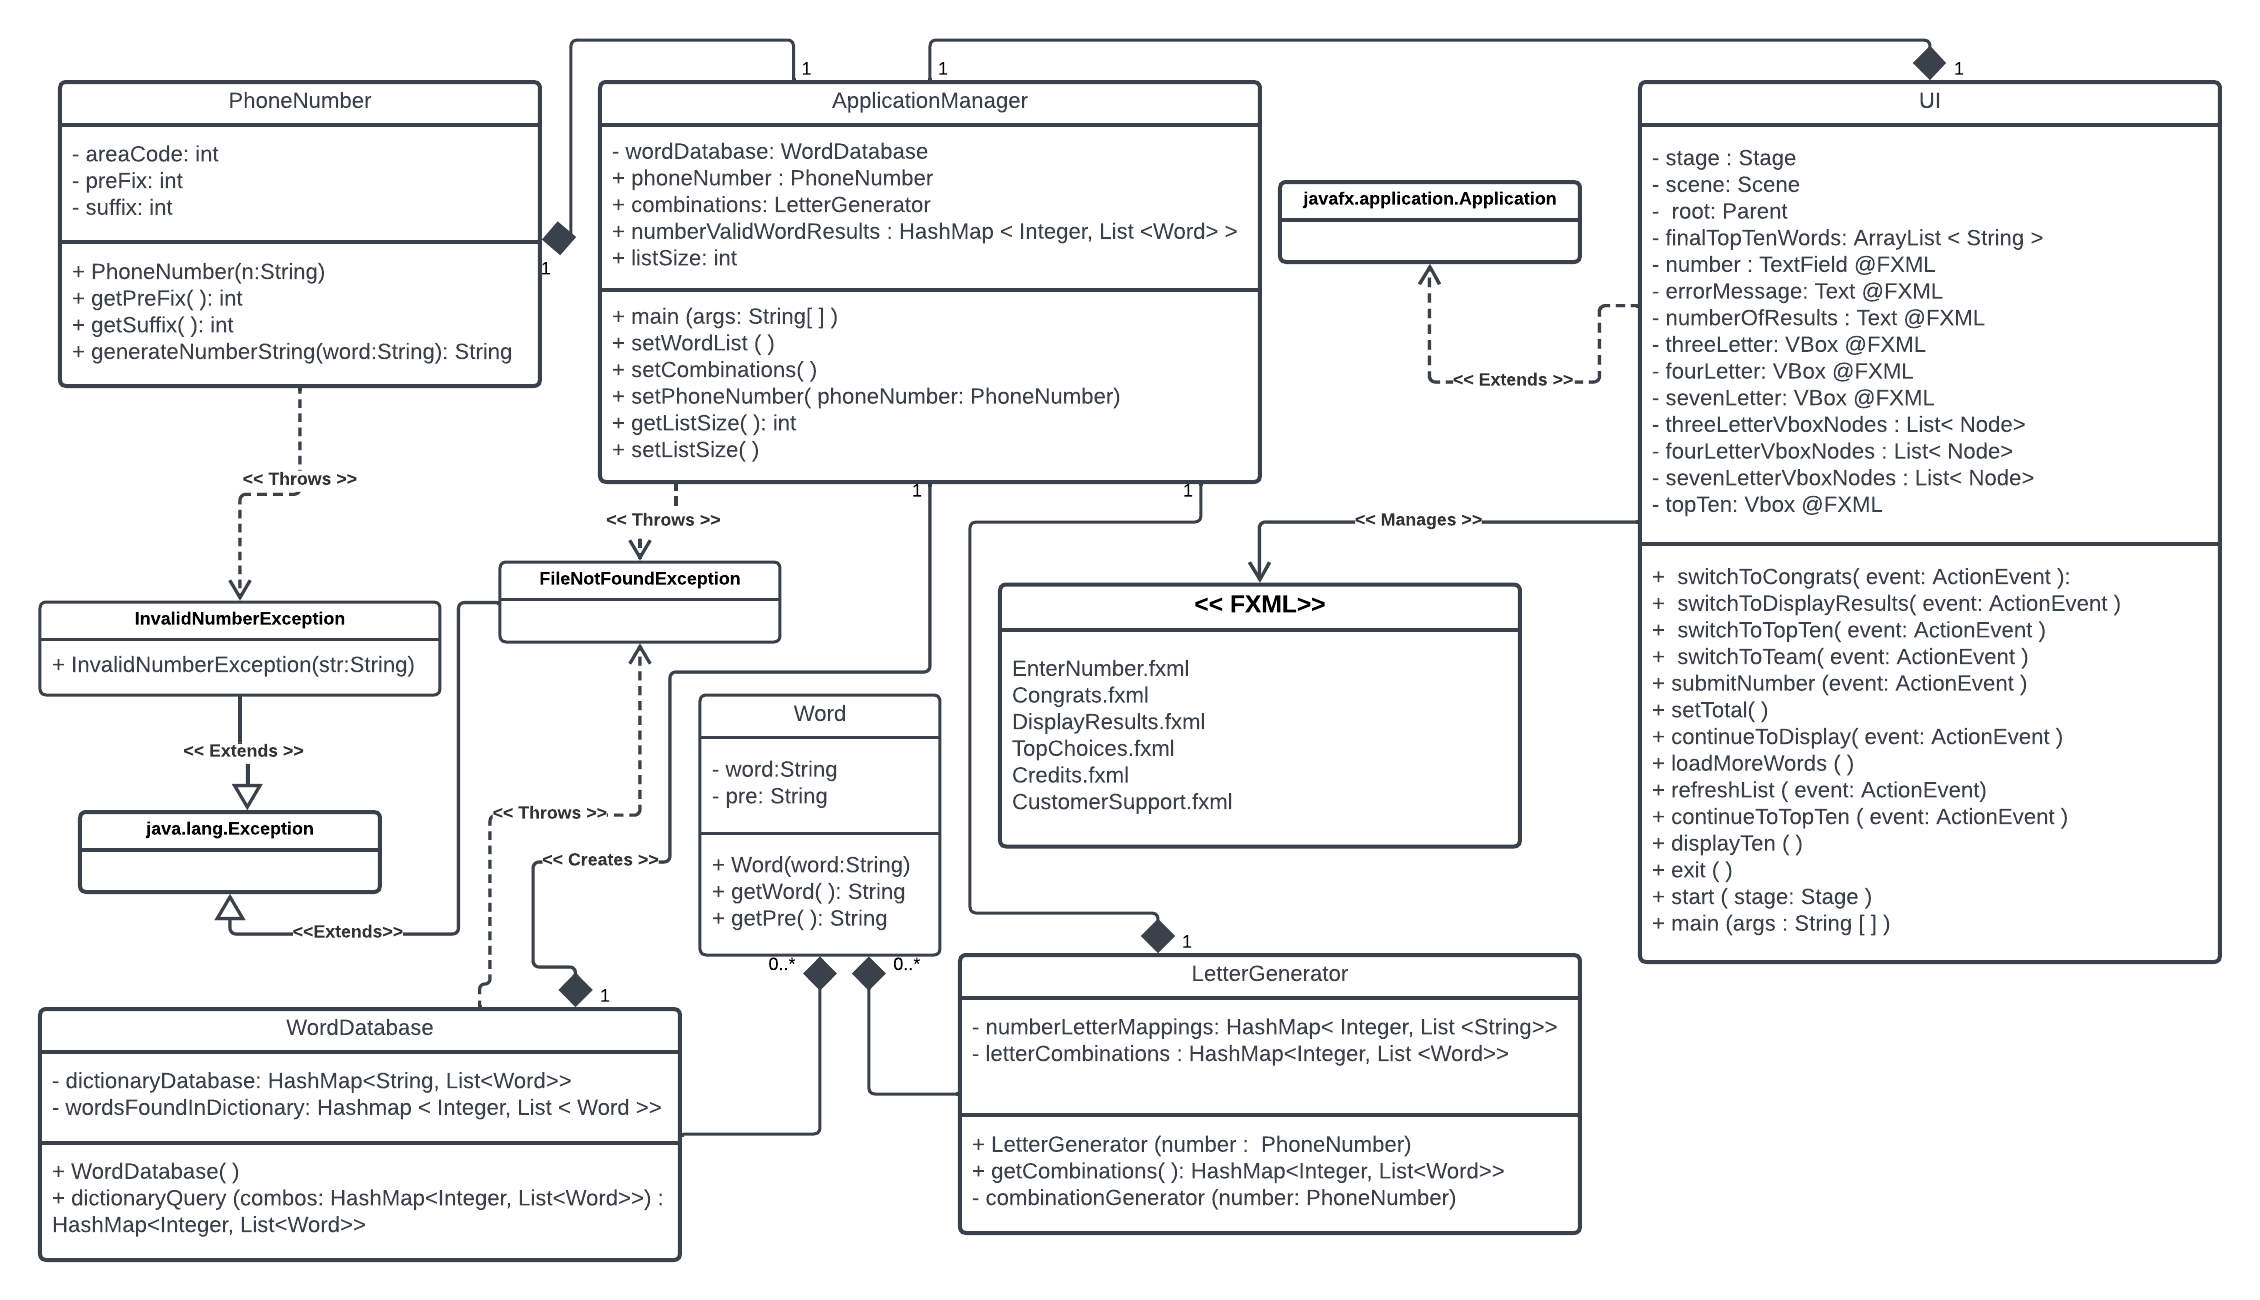 1
1
1
PhoneNumber
- areaCode: int
- preFix: int
- suffix: int
+ PhoneNumber(n:String)
+ getPreFix( ): int
+ getSuffix( ): int
+ generateNumberString(word:String): String
1
ApplicationManager
- wordDatabase: WordDatabase
+ phoneNumber : PhoneNumber
+ combinations: LetterGenerator
+ numberValidWordResults : HashMap < Integer, List <Word> >
+ listSize: int
+ main (args: String[ ] )
+ setWordList ( )
+ setCombinations( )
+ setPhoneNumber( phoneNumber: PhoneNumber)
+ getListSize( ): int
+ setListSize( )
1
1
javafx.application.Application
<< Extends >>
UI
- stage : Stage
- scene: Scene
-  root: Parent
- finalTopTenWords: ArrayList < String >
- number : TextField @FXML
- errorMessage: Text @FXML
- numberOfResults : Text @FXML
- threeLetter: VBox @FXML
- fourLetter: VBox @FXML
- sevenLetter: VBox @FXML
- threeLetterVboxNodes : List< Node>
- fourLetterVboxNodes : List< Node>
- sevenLetterVboxNodes : List< Node>
- topTen: Vbox @FXML
+  switchToCongrats( event: ActionEvent ):
+  switchToDisplayResults( event: ActionEvent )
+  switchToTopTen( event: ActionEvent )
+  switchToTeam( event: ActionEvent )
+ submitNumber (event: ActionEvent )
+ setTotal( )
+ continueToDisplay( event: ActionEvent )
+ loadMoreWords ( )
+ refreshList ( event: ActionEvent)
+ continueToTopTen ( event: ActionEvent )
+ displayTen ( )
+ exit ( )
+ start ( stage: Stage )
+ main (args : String [ ] )
<< Throws >>
<< Throws >>
<< Manages >>
FileNotFoundException
InvalidNumberException
+ InvalidNumberException(str:String)
<< FXML>>
EnterNumber.fxml
Congrats.fxml
DisplayResults.fxml
TopChoices.fxml
Credits.fxml
CustomerSupport.fxml
<< Extends >>
java.lang.Exception
<<Extends>>
<< Throws >>
<< Creates >>
Word
- word:String
- pre: String
+ Word(word:String)
+ getWord( ): String
+ getPre( ): String
0..*
0..*
1
1
LetterGenerator
- numberLetterMappings: HashMap< Integer, List <String>>
- letterCombinations : HashMap<Integer, List <Word>>
+ LetterGenerator (number :  PhoneNumber)
+ getCombinations( ): HashMap<Integer, List<Word>>
- combinationGenerator (number: PhoneNumber)
WordDatabase
- dictionaryDatabase: HashMap<String, List<Word>>
- wordsFoundInDictionary: Hashmap < Integer, List < Word >>
+ WordDatabase( )
+ dictionaryQuery (combos: HashMap<Integer, List<Word>>) :
HashMap<Integer, List<Word>>